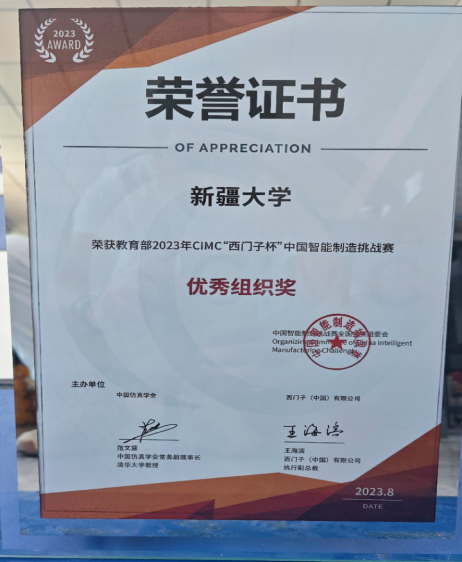 2023
AWARD
荣誉证书
OF APPRECIATION
新疆大学
荣获教育部2023年CIMC“西门子杯”中国智能制造挑战赛
优秀组织奖
中国智能制造挑战赛全国竞赛组委会
Organizing Committee of China Intelligent
Manufacturing Challenge
主办单位
中国仿真学会
西门子（中国）有限公司
王海滨
范文慧
中国仿真学会常务副理事长
清华大学教授
王海滨
西门子（中国）有限公司
执行副总裁
2023.8
DATE